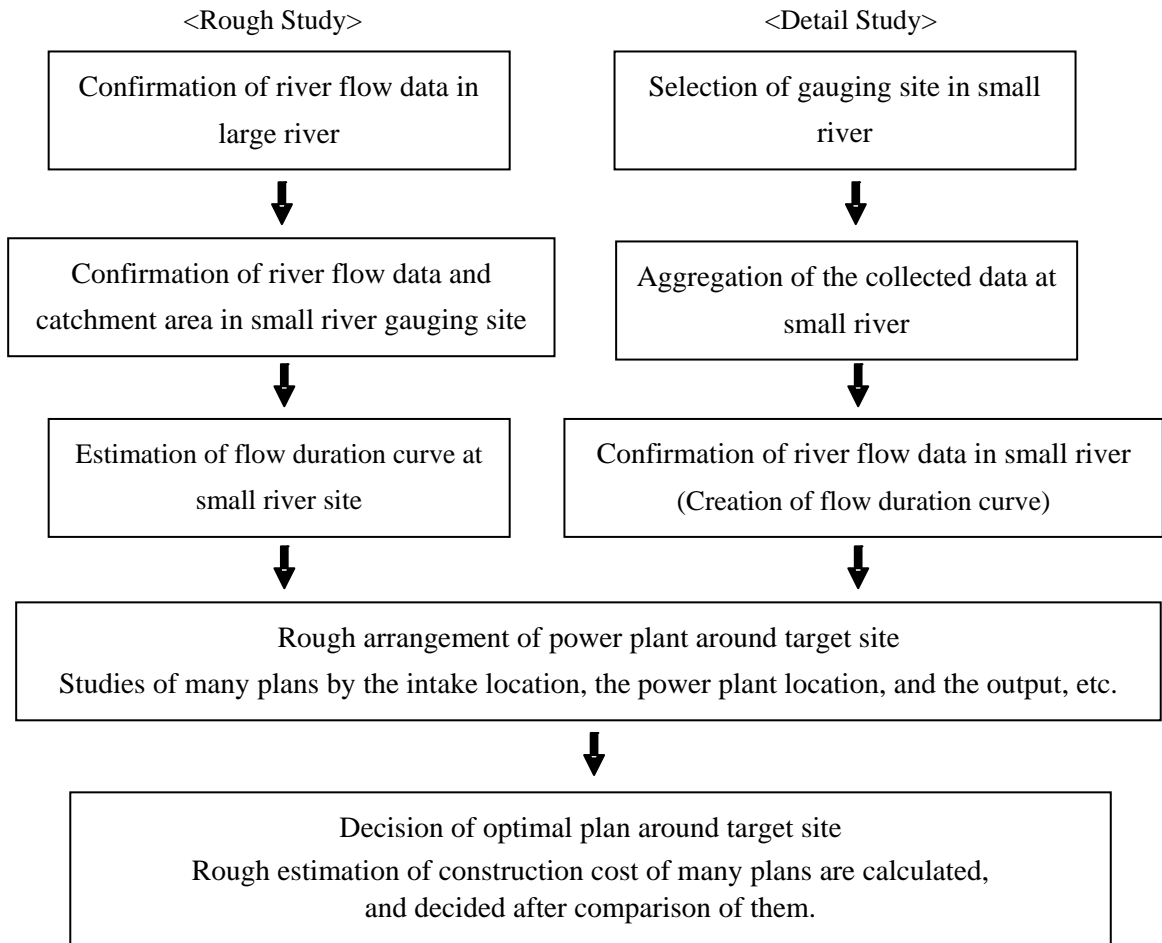 <Rough Study>
Confirmation of river flow data in
large river
Confirmation of river flow data and
catchment area in small river gauging site
Estimation of flow duration curve at
small river site
<Detail Study>
Selection of gauging site in small
river
Aggregation of the collected data at
small river
Confirmation of river flow data in small river
(Creation of flow duration curve)
Rough arrangement of power plant around target site
Studies of many plans by the intake location, the power plant location, and the output, etc.
Decision of optimal plan around target site
Rough estimation of construction cost of many plans are calculated,
and decided after comparison of them.